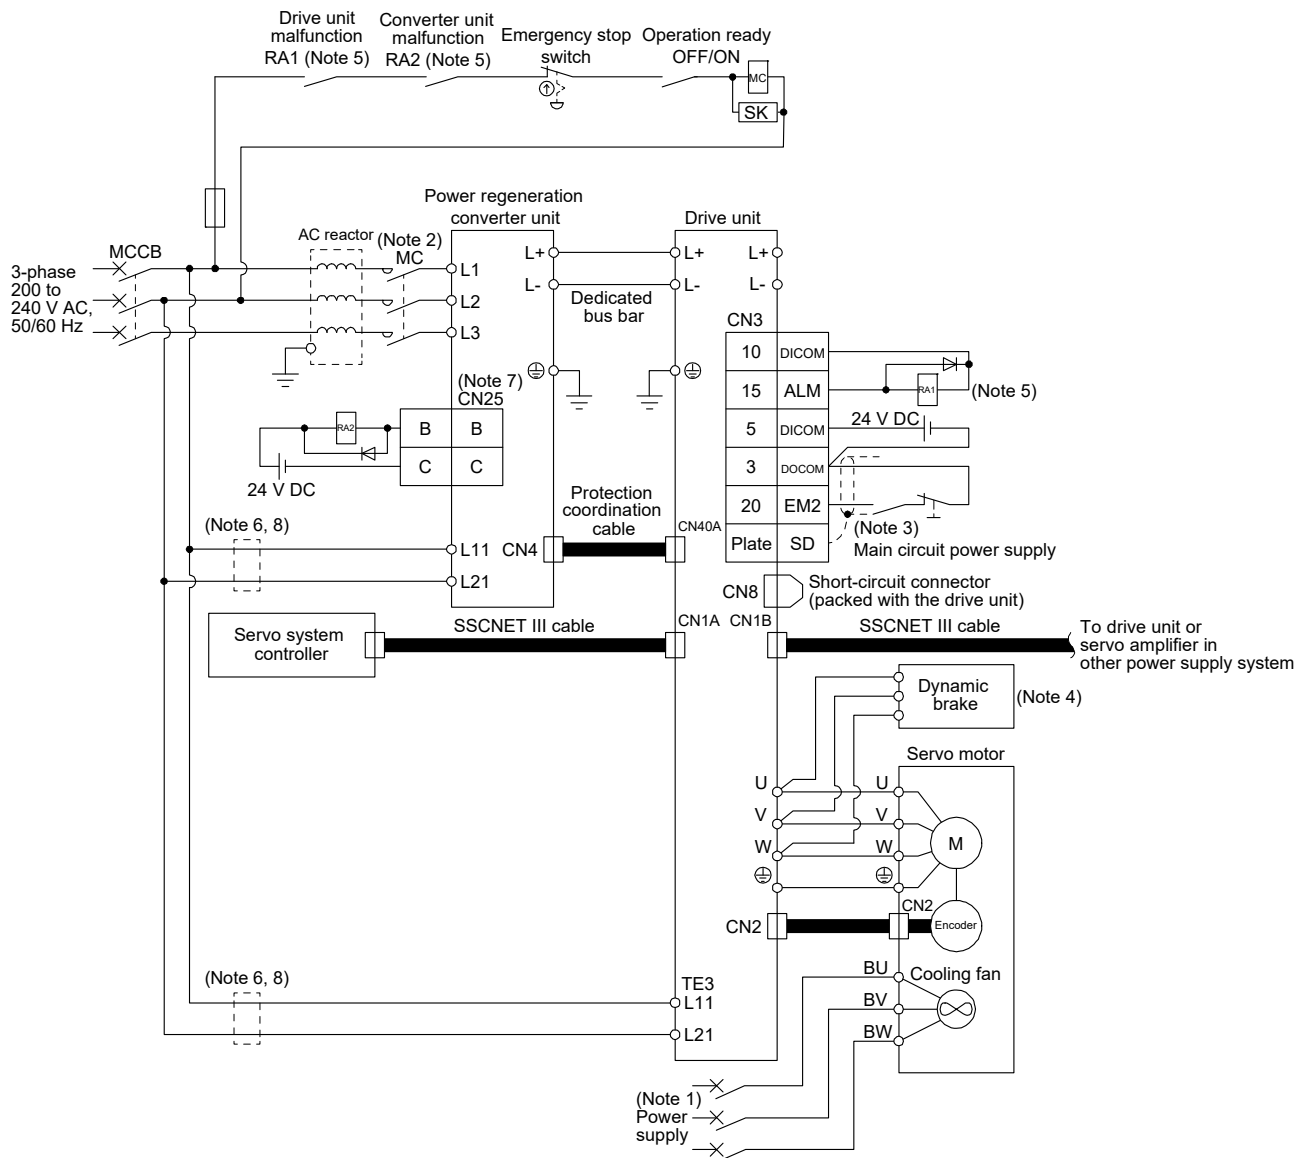 Drive unit
malfunction
RA1 (Note 5)
Converter unit
malfunction
RA2 (Note 5)
Emergency stop
switch
Operation ready
OFF/ON
MC
SK
Power regeneration
converter unit
Drive unit
AC reactor
(Note 2)
MC
MCCB
3-phase
200 to
240 V AC,
50/60 Hz
L1
L2
L3
L+
L-
Dedicated
bus bar
L+
L-
L+
L-
CN3
10 DICOM
15 ALM
5 DICOM
3 DOCOM
20 EM2
Plate SD
RA1
(Note 5)
24 V DC
(Note 3)
Main circuit power supply
(Note 7)
CN25
B B
C C
RA2
24 V DC
(Note 6, 8)
Protection
coordination
cable
L11
L21
CN4
CN40A
CN8
Short-circuit connector
(packed with the drive unit)
Servo system
controller
SSCNET III cable
CN1A
CN1B
SSCNET III cable
To drive unit or
servo amplifier in
other power supply system
Dynamic
brake
(Note 4)
Servo motor
U U
V V
W W
M
CN2
CN2
Encoder
(Note 6, 8)
TE3
L11
L21
BU
BV
BW
Cooling fan
(Note 1)
Power
supply